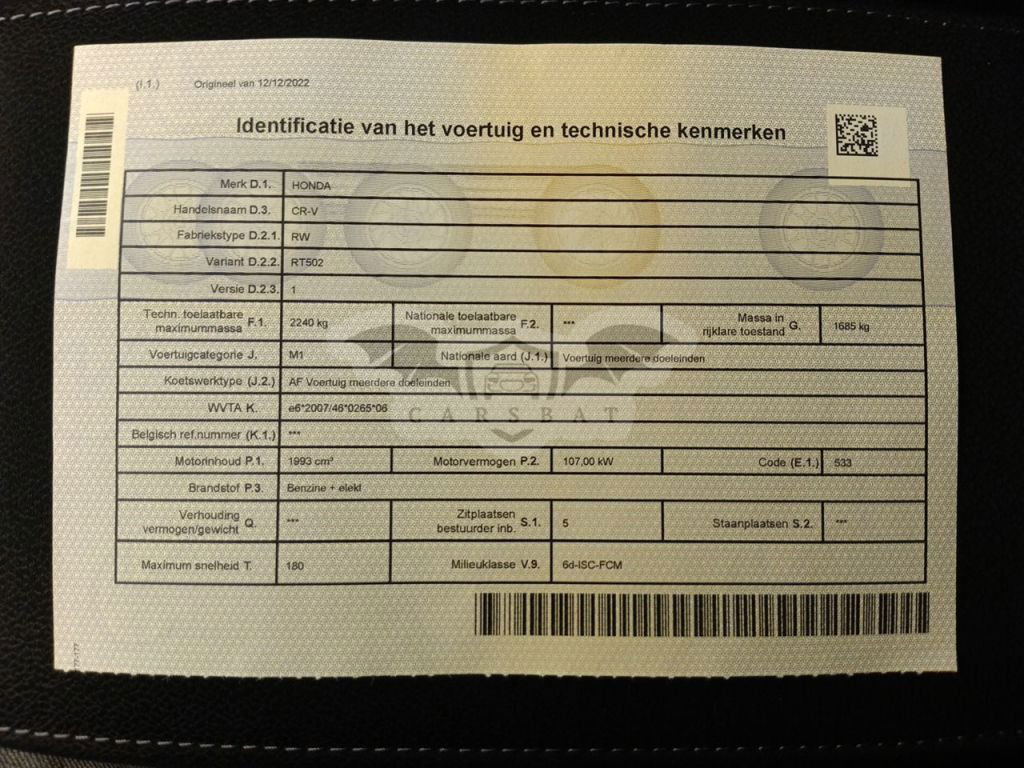 (I.1.) Origineel van 12/12/2022
Identificatie van het voertuig en technische kenmerken
Merk D.1. HONDA
Handelsnaam D.3. CR-V
Fabriekstype D.2.1. RW
Variant D.2.2. RT502
Versie D.2.3. 1
Techn. toelaatbare maximummassa F.1. 2240 kg Nationale toelaatbare maximummassa F.2. *** Massa in rijklare toestand G. 1685 kg
Voertuigcategorie J. M1 Nationale aard (J.1.) Voertuig meerdere doeleinden
Koetswerktype (J.2.) AF Voertuig meerdere doeleinden
WVTA K. e6*2007/46*0265*06
CARSBAT
Belgisch ref.nummer (K.1.) ***
Motorinhoud P.1. 1993 cm³ Motorvermogen P.2. 107,00 kW Code (E.1.) 533
Brandstof P.3. Benzine + elekt
Verhouding vermogen/gewicht Q. *** Zitplaatsen bestuurder inb. S.1. 5 Staanplaatsen S.2. ***
Maximum snelheid T. 180 Milieuklasse V.9. 6d-ISC-FCM